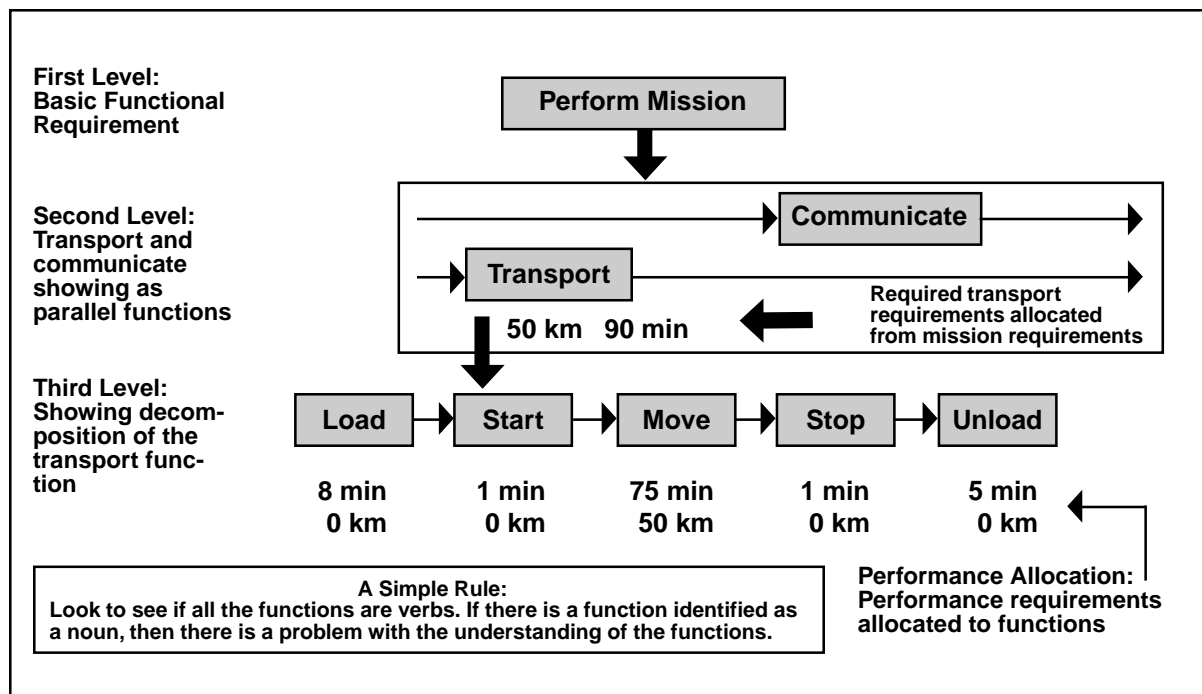 First Level:
Basic Functional
Requirement
Perform Mission
Second Level:
Transport and
communicate
showing as
parallel functions
Communicate
Transport
Required transport
requirements allocated
from mission requirements
50 km 90 min
Third Level:
Showing decom-
position of the
transport func-
tion
Load
Start
Move
Stop
Unload
8 min
0 km
1 min
0 km
75 min
50 km
1 min
0 km
5 min
0 km
Performance Allocation:
Performance requirements
allocated to functions
A Simple Rule:
Look to see if all the functions are verbs. If there is a function identified as
a noun, then there is a problem with the understanding of the functions.